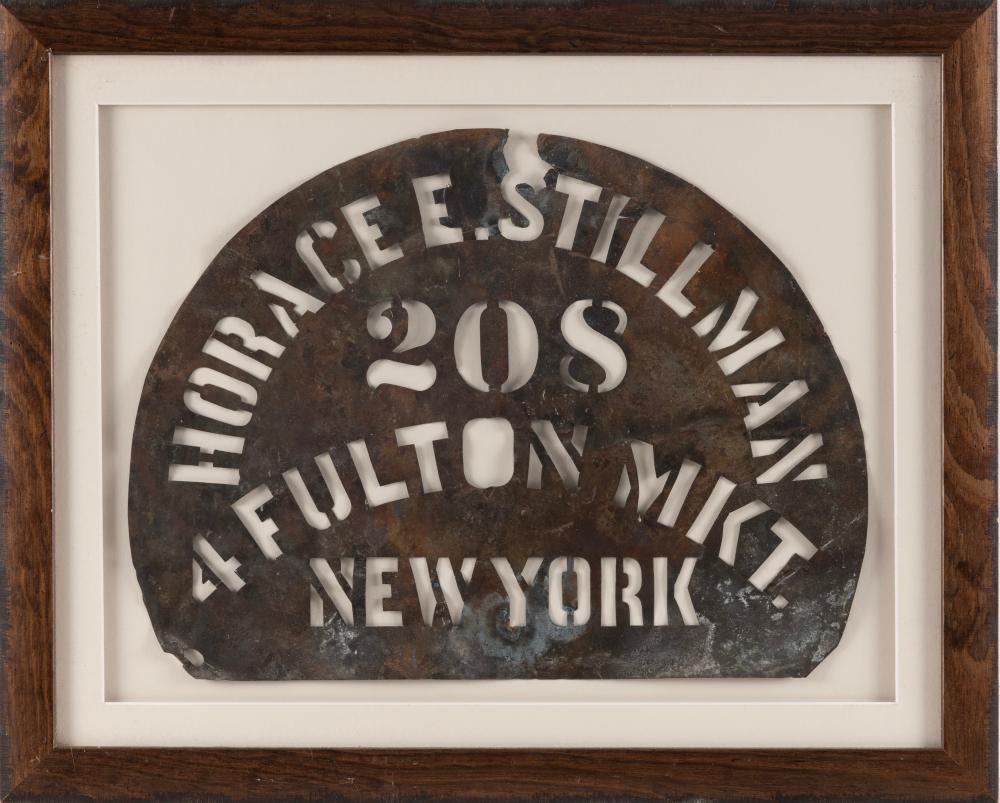 HORACE E. STILLMAN
208
4 FULTON MKT.
NEW YORK